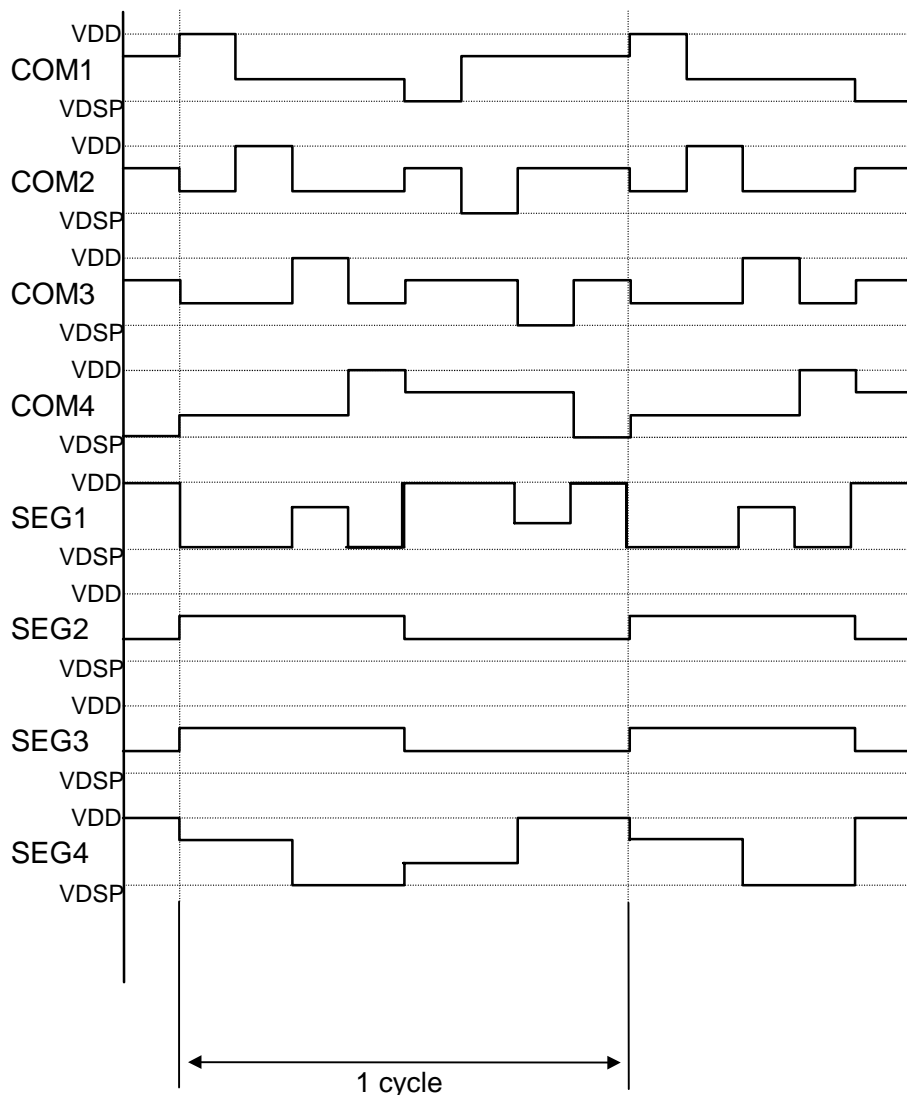 VDD
COM1
VDSP
VDD
COM2
VDSP
VDD
COM3
VDSP
VDD
COM4
VDSP
VDD
SEG1
VDSP
VDD
SEG2
VDSP
VDD
SEG3
VDSP
VDD
SEG4
VDSP
1 cycle